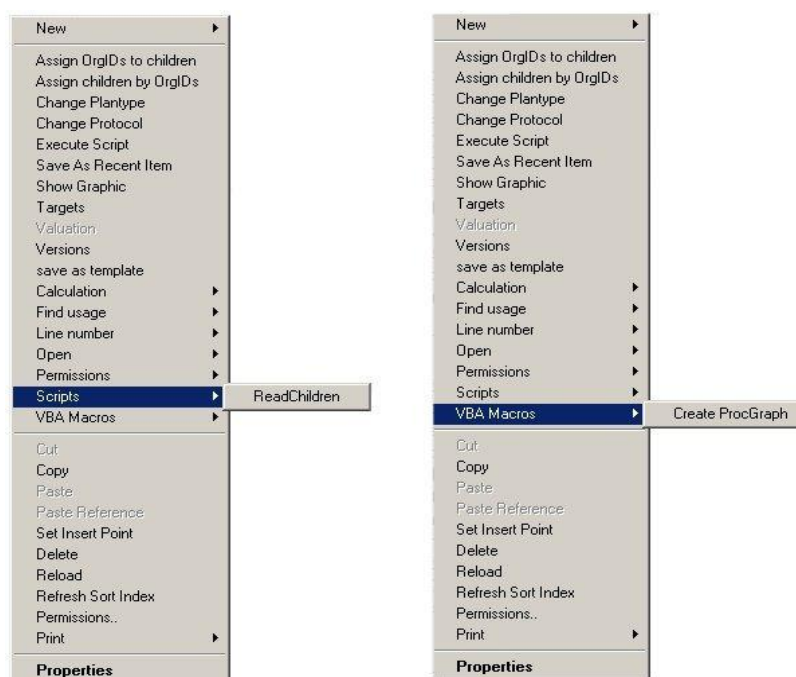 New
Assign OrgIDs to children
Assign children by OrgIDs
Change Plantype
Change Protocol
Execute Script
Save As Recent Item
Show Graphic
Targets
Valuation
Versions
save as template
Calculation
Find usage
Line number
Open
Permissions
Scripts
ReadChildren
VBA Macros
Cut
Copy
Paste
Paste Reference
Set Insert Point
Delete
Reload
Refresh Sort Index
Permissions..
Print
Properties
New
Assign OrgIDs to children
Assign children by OrgIDs
Change Plantype
Change Protocol
Execute Script
Save As Recent Item
Show Graphic
Targets
Valuation
Versions
save as template
Calculation
Find usage
Line number
Open
Permissions
Scripts
VBA Macros
Create ProcGraph
Cut
Copy
Paste
Paste Reference
Set Insert Point
Delete
Reload
Refresh Sort Index
Permissions..
Print
Properties